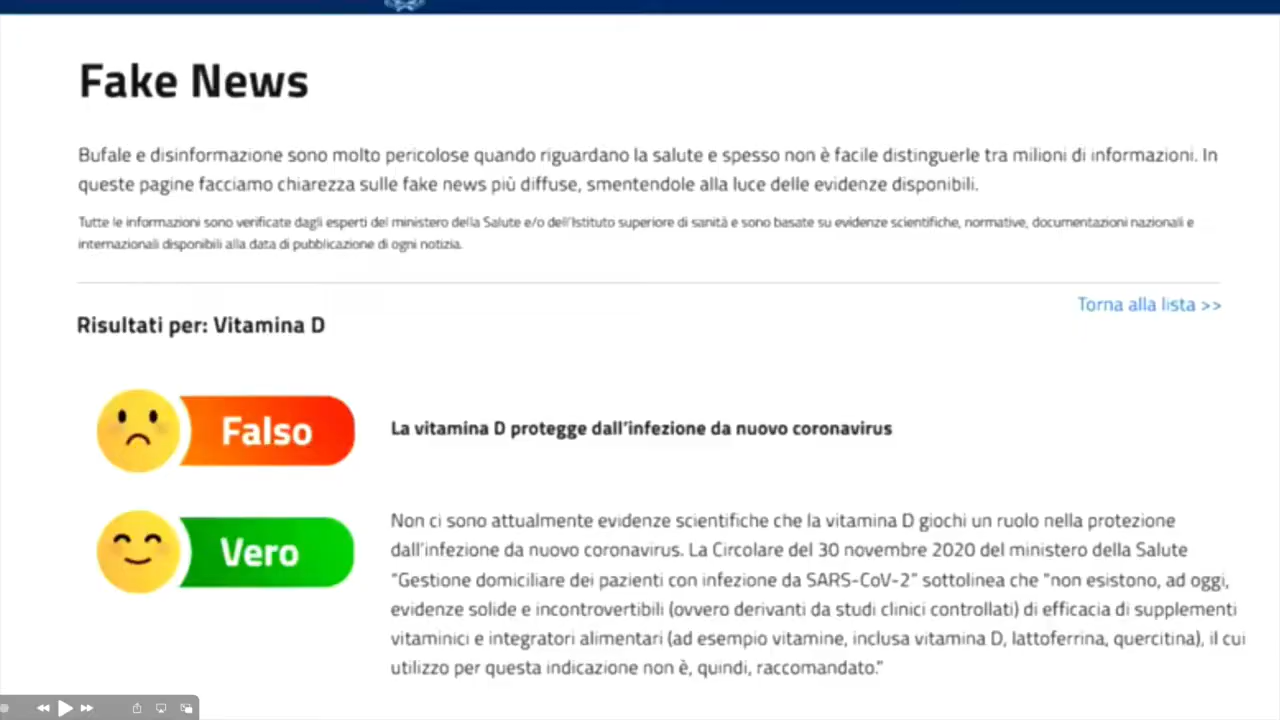 Fake News
Bufale e disinformazione sono molto pericolose quando riguardano la salute e spesso non è facile distinguerle tra milioni di informazioni. In
queste pagine facciamo chiarezza sulle fake news più diffuse, smentendole alla luce delle evidenze disponibili.
Tutte le informazioni sono verificate dagli esperti del ministero della Salute e/o dell'Istituto superiore di sanità e sono basate su evidenze scientifiche, normative, documentazioni nazionali e
internazionali disponibili alla data di pubblicazione di ogni notizia.
Torna alla lista >>
Risultati per: Vitamina D
Falso
La vitamina D protegge dall'infezione da nuovo coronavirus
Vero
Non ci sono attualmente evidenze scientifiche che la vitamina D giochi un ruolo nella protezione
dall'infezione da nuovo coronavirus. La Circolare del 30 novembre 2020 del ministero della Salute
"Gestione domiciliare dei pazienti con infezione da SARS-CoV-2" sottolinea che "non esistono, ad oggi,
evidenze solide e incontrovertibili (ovvero derivanti da studi clinici controllati) di efficacia di supplementi
vitaminici e integratori alimentari (ad esempio vitamine, inclusa vitamina D, lattoferrina, quercitina), il cui
utilizzo per questa indicazione non è, quindi, raccomandato."